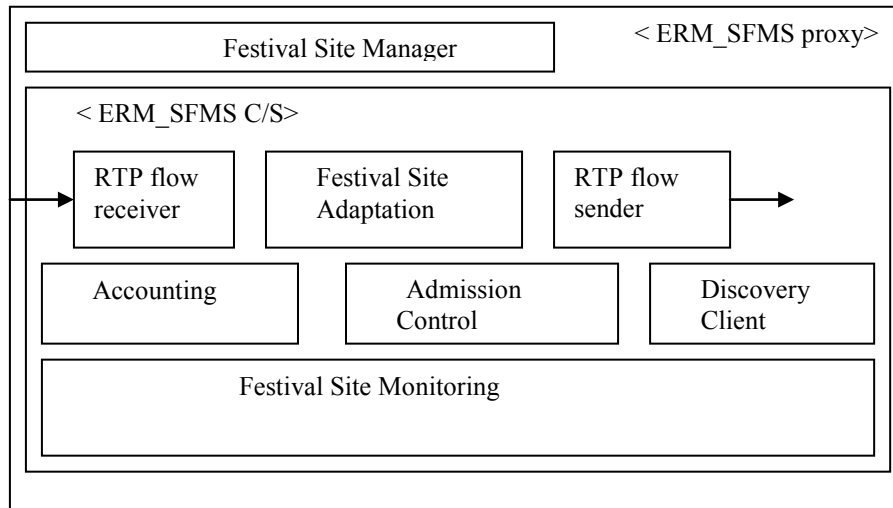 < ERM_SFMS proxy>
Festival Site Manager
< ERM_SFMS C/S>
RTP flow
receiver
Festival Site
Adaptation
RTP flow
sender
Accounting
Admission
Control
Discovery
Client
Festival Site Monitoring